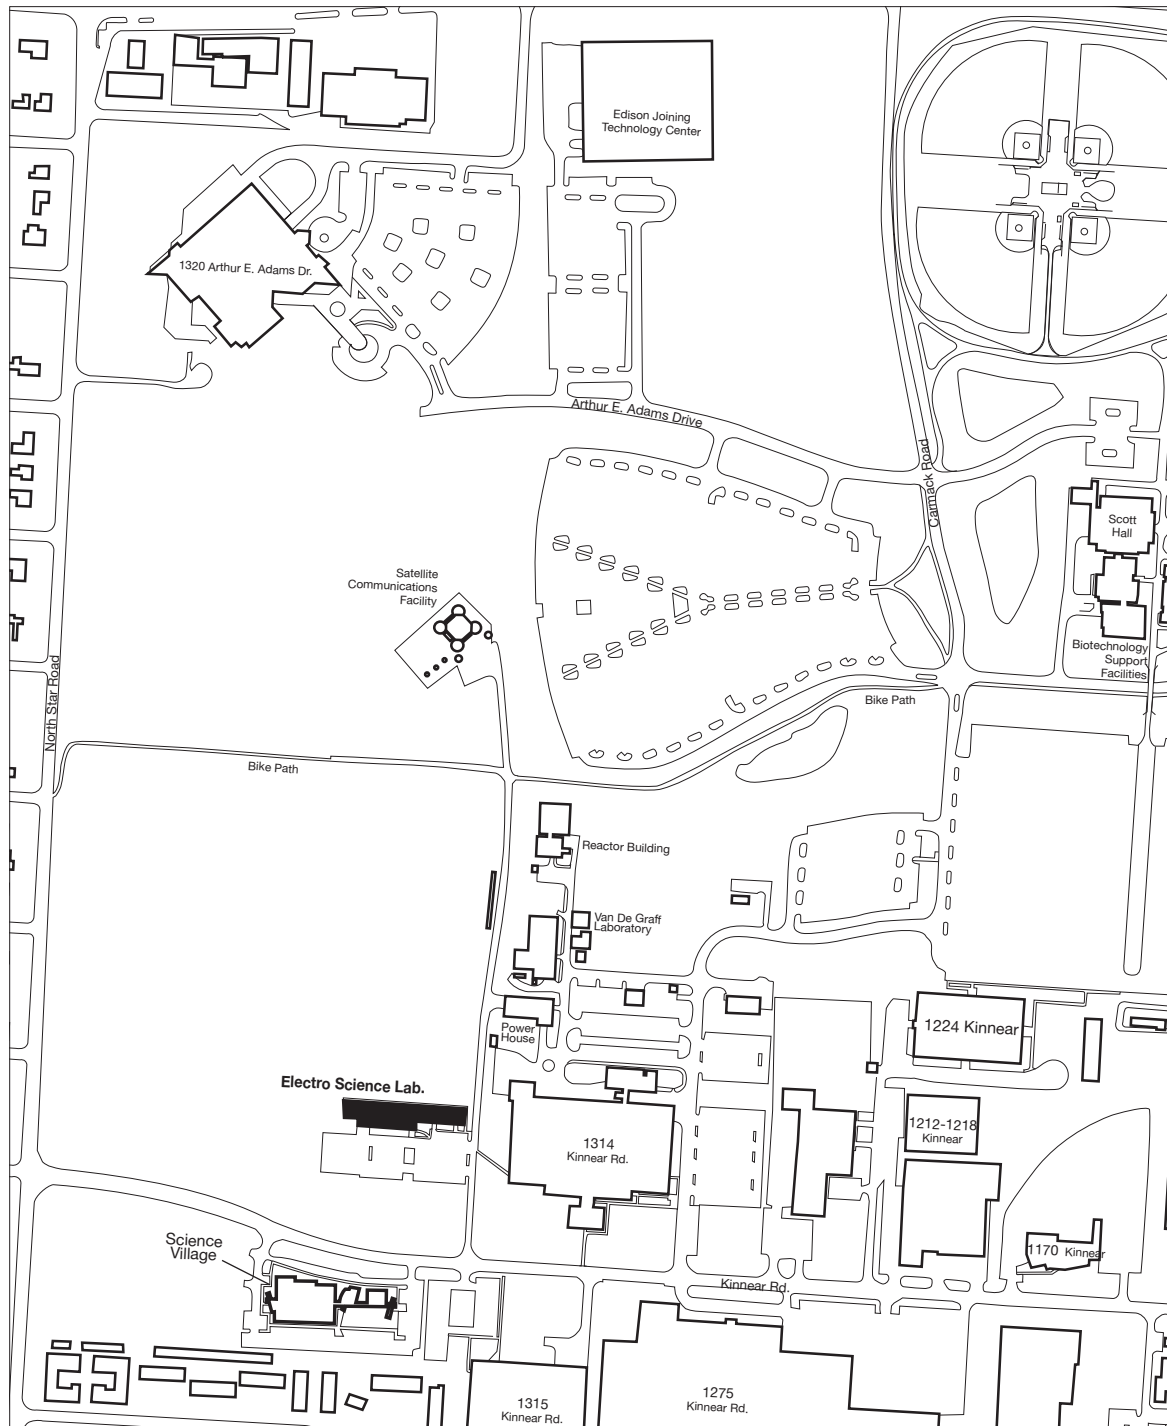 Edison Joining
Technology Center
1320 Arthur E. Adams Dr.
Arthur E. Adams Drive
Carmack Road
Scott
Hall
Satellite
Communications
Facility
Biotechnology
Support
Facilities
North Star Road
Bike Path
Bike Path
Reactor Building
Van De Graff
Laboratory
Power
House
1224 Kinnear
Electro Science Lab.
1212-1218
Kinnear
1314
Kinnear Rd.
Science
Village
1170 Kinnear
Kinnear Rd.
1315
Kinnear Rd.
1275
Kinnear Rd.